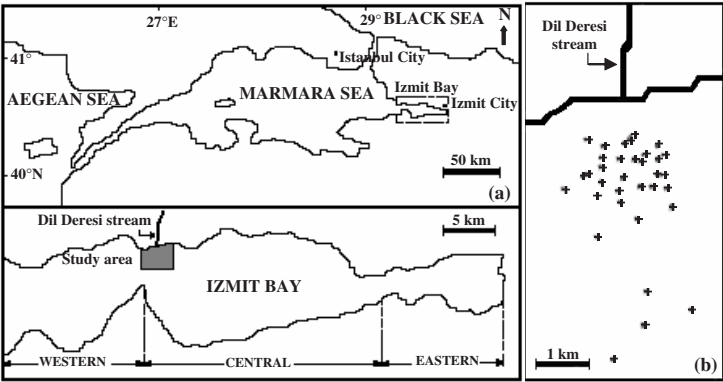 27°E
29°
BLACK SEA
N
41°
Istanbul City
AEGEAN SEA
MARMARA SEA
Izmit Bay
Izmit City
40°N
50 km
(a)
Dil Deresi stream
5 km
Study area
IZMIT BAY
WESTERN
CENTRAL
EASTERN
Dil Deresi
stream
1 km
(b)